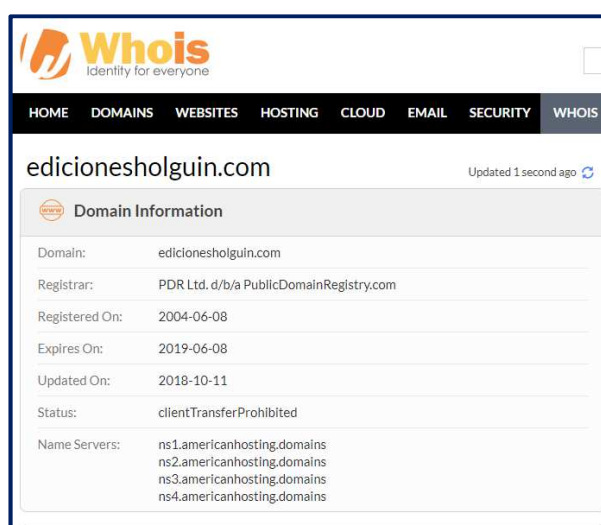 Whois
Identity for everyone
HOME DOMAINS WEBSITES HOSTING CLOUD EMAIL SECURITY WHOIS
edicionesholguin.com Updated 1 second ago
www Domain Information
Domain: edicionesholguin.com
Registrar: PDR Ltd. d/b/a PublicDomainRegistry.com
Registered On: 2004-06-08
Expires On: 2019-06-08
Updated On: 2018-10-11
Status: clientTransferProhibited
Name Servers: ns1.americanhosting.domains
ns2.americanhosting.domains
ns3.americanhosting.domains
ns4.americanhosting.domains